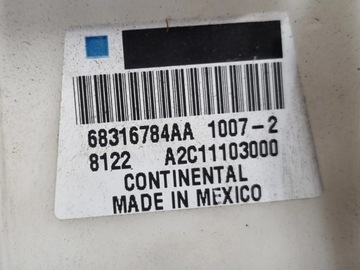 68316784AA 1007-2
8122 A2C11103000
CONTINENTAL
MADE IN MEXICO